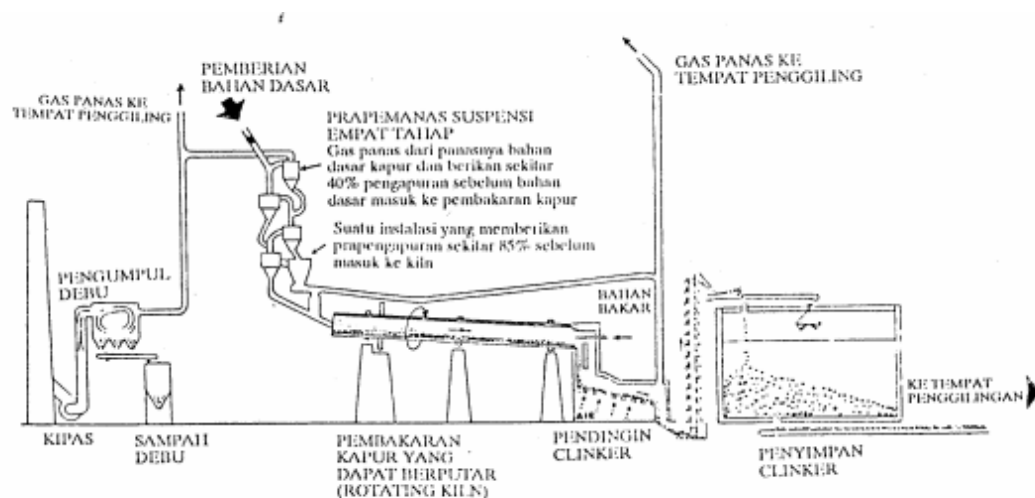 GAS PANAS KE
TEMPAT PENGGILING
PEMBERIAN
BAHAN DASAR
PRAPEMANAS SUSPENSI
EMPAT TAHAP
Gas panas dari panasnya bahan
dasar kapur dan berikan sekitar
40% pengapuran sebelum bahan
dasar masuk ke pembakaran kapur
Suatu instalasi yang memberikan
prapengapuran sekitar 85% sebelum
masuk ke kiln
GAS PANAS KE
TEMPAT PENGGILING
PENGUMPUL
DEBU
BAHAN
BAKAR
KE TEMPAT
PENGGILINGAN
KIPAS
SAMPAH
DEBU
PEMBAKARAN
KAPUR YANG
DAPAT BERPUTAR
(ROTATING KILN)
PENDINGIN
CLINKER
PENYIMPAN
CLINKER